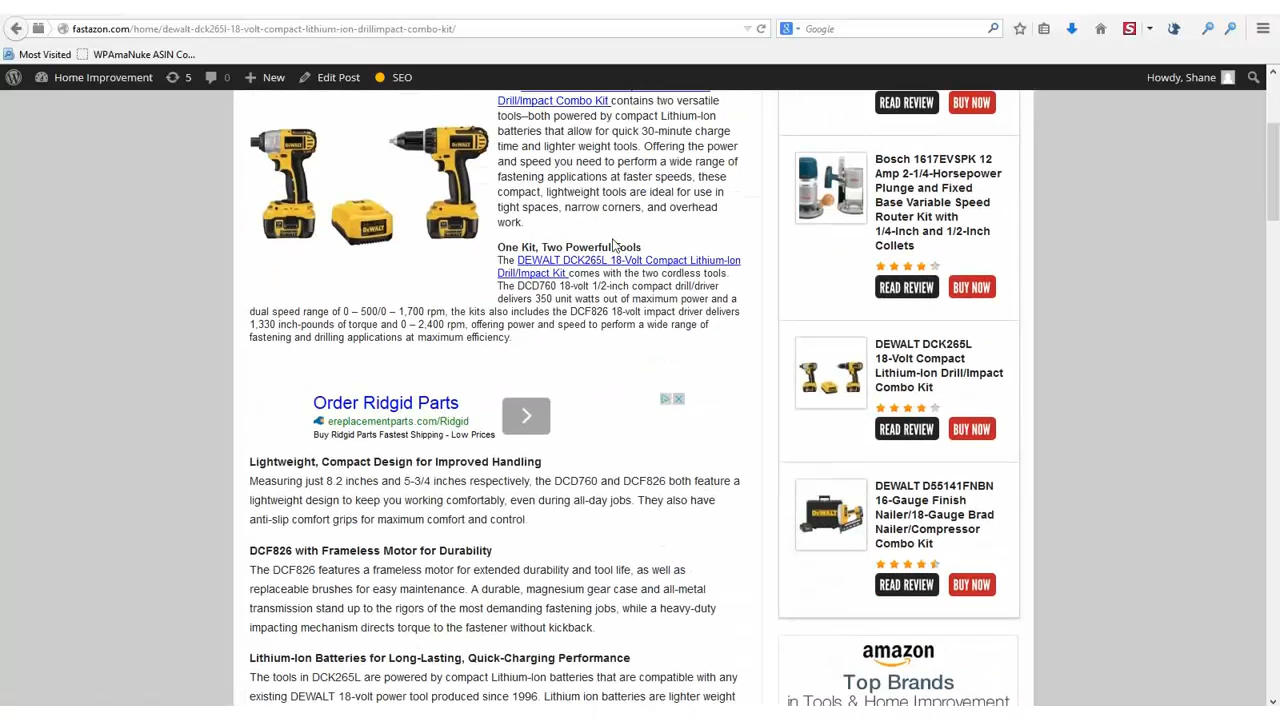 fastazon.com/home/dewalt-dck265l-18-volt-compact-lithium-ion-drillimpact-combo-kit/
Google
Most Visited
WPAmaNuke ASIN Co...
Home Improvement
5
0
New
Edit Post
SEO
Howdy, Shane
Drill/Impact Combo Kit contains two versatile
tools–both powered by compact Lithium-Ion
batteries that allow for quick 30-minute charge
time and lighter weight tools. Offering the power
and speed you need to perform a wide range of
fastening applications at faster speeds, these
compact, lightweight tools are ideal for use in
tight spaces, narrow corners, and overhead
work.
One Kit, Two Powerful Tools
The DEWALT DCK265L 18-Volt Compact Lithium-Ion
Drill/Impact Kit comes with the two cordless tools.
The DCD760 18-volt 1/2-inch compact drill/driver
delivers 350 unit watts out of maximum power and a
dual speed range of 0 – 500/0 – 1,700 rpm, the kits also includes the DCF826 18-volt impact driver delivers
1,330 inch-pounds of torque and 0 – 2,400 rpm, offering power and speed to perform a wide range of
fastening and drilling applications at maximum efficiency.
Order Ridgid Parts
ereplacementparts.com/Ridgid
Buy Ridgid Parts Fastest Shipping - Low Prices
Lightweight, Compact Design for Improved Handling
Measuring just 8.2 inches and 5-3/4 inches respectively, the DCD760 and DCF826 both feature a
lightweight design to keep you working comfortably, even during all-day jobs. They also have
anti-slip comfort grips for maximum comfort and control.
DCF826 with Frameless Motor for Durability
The DCF826 features a frameless motor for extended durability and tool life, as well as
replaceable brushes for easy maintenance. A durable, magnesium gear case and all-metal
transmission stand up to the rigors of the most demanding fastening jobs, while a heavy-duty
impacting mechanism directs torque to the fastener without kickback.
Lithium-Ion Batteries for Long-Lasting, Quick-Charging Performance
The tools in DCK265L are powered by compact Lithium-Ion batteries that are compatible with any
existing DEWALT 18-volt power tool produced since 1996. Lithium ion batteries are lighter weight
READ REVIEW
BUY NOW
Bosch 1617EVSPK 12
Amp 2-1/4-Horsepower
Plunge and Fixed
Base Variable Speed
Router Kit with
1/4-Inch and 1/2-Inch
Collets
READ REVIEW
BUY NOW
DEWALT DCK265L
18-Volt Compact
Lithium-Ion Drill/Impact
Combo Kit
READ REVIEW
BUY NOW
DEWALT D55141FNBN
16-Gauge Finish
Nailer/18-Gauge Brad
Nailer/Compressor
Combo Kit
READ REVIEW
BUY NOW
amazon
Top Brands
in Tools & Home Improvement